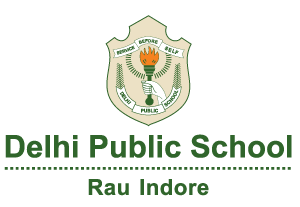 SERVICE BEFORE SELF
DELHI PUBLIC SCHOOL
Delhi Public School
Rau Indore